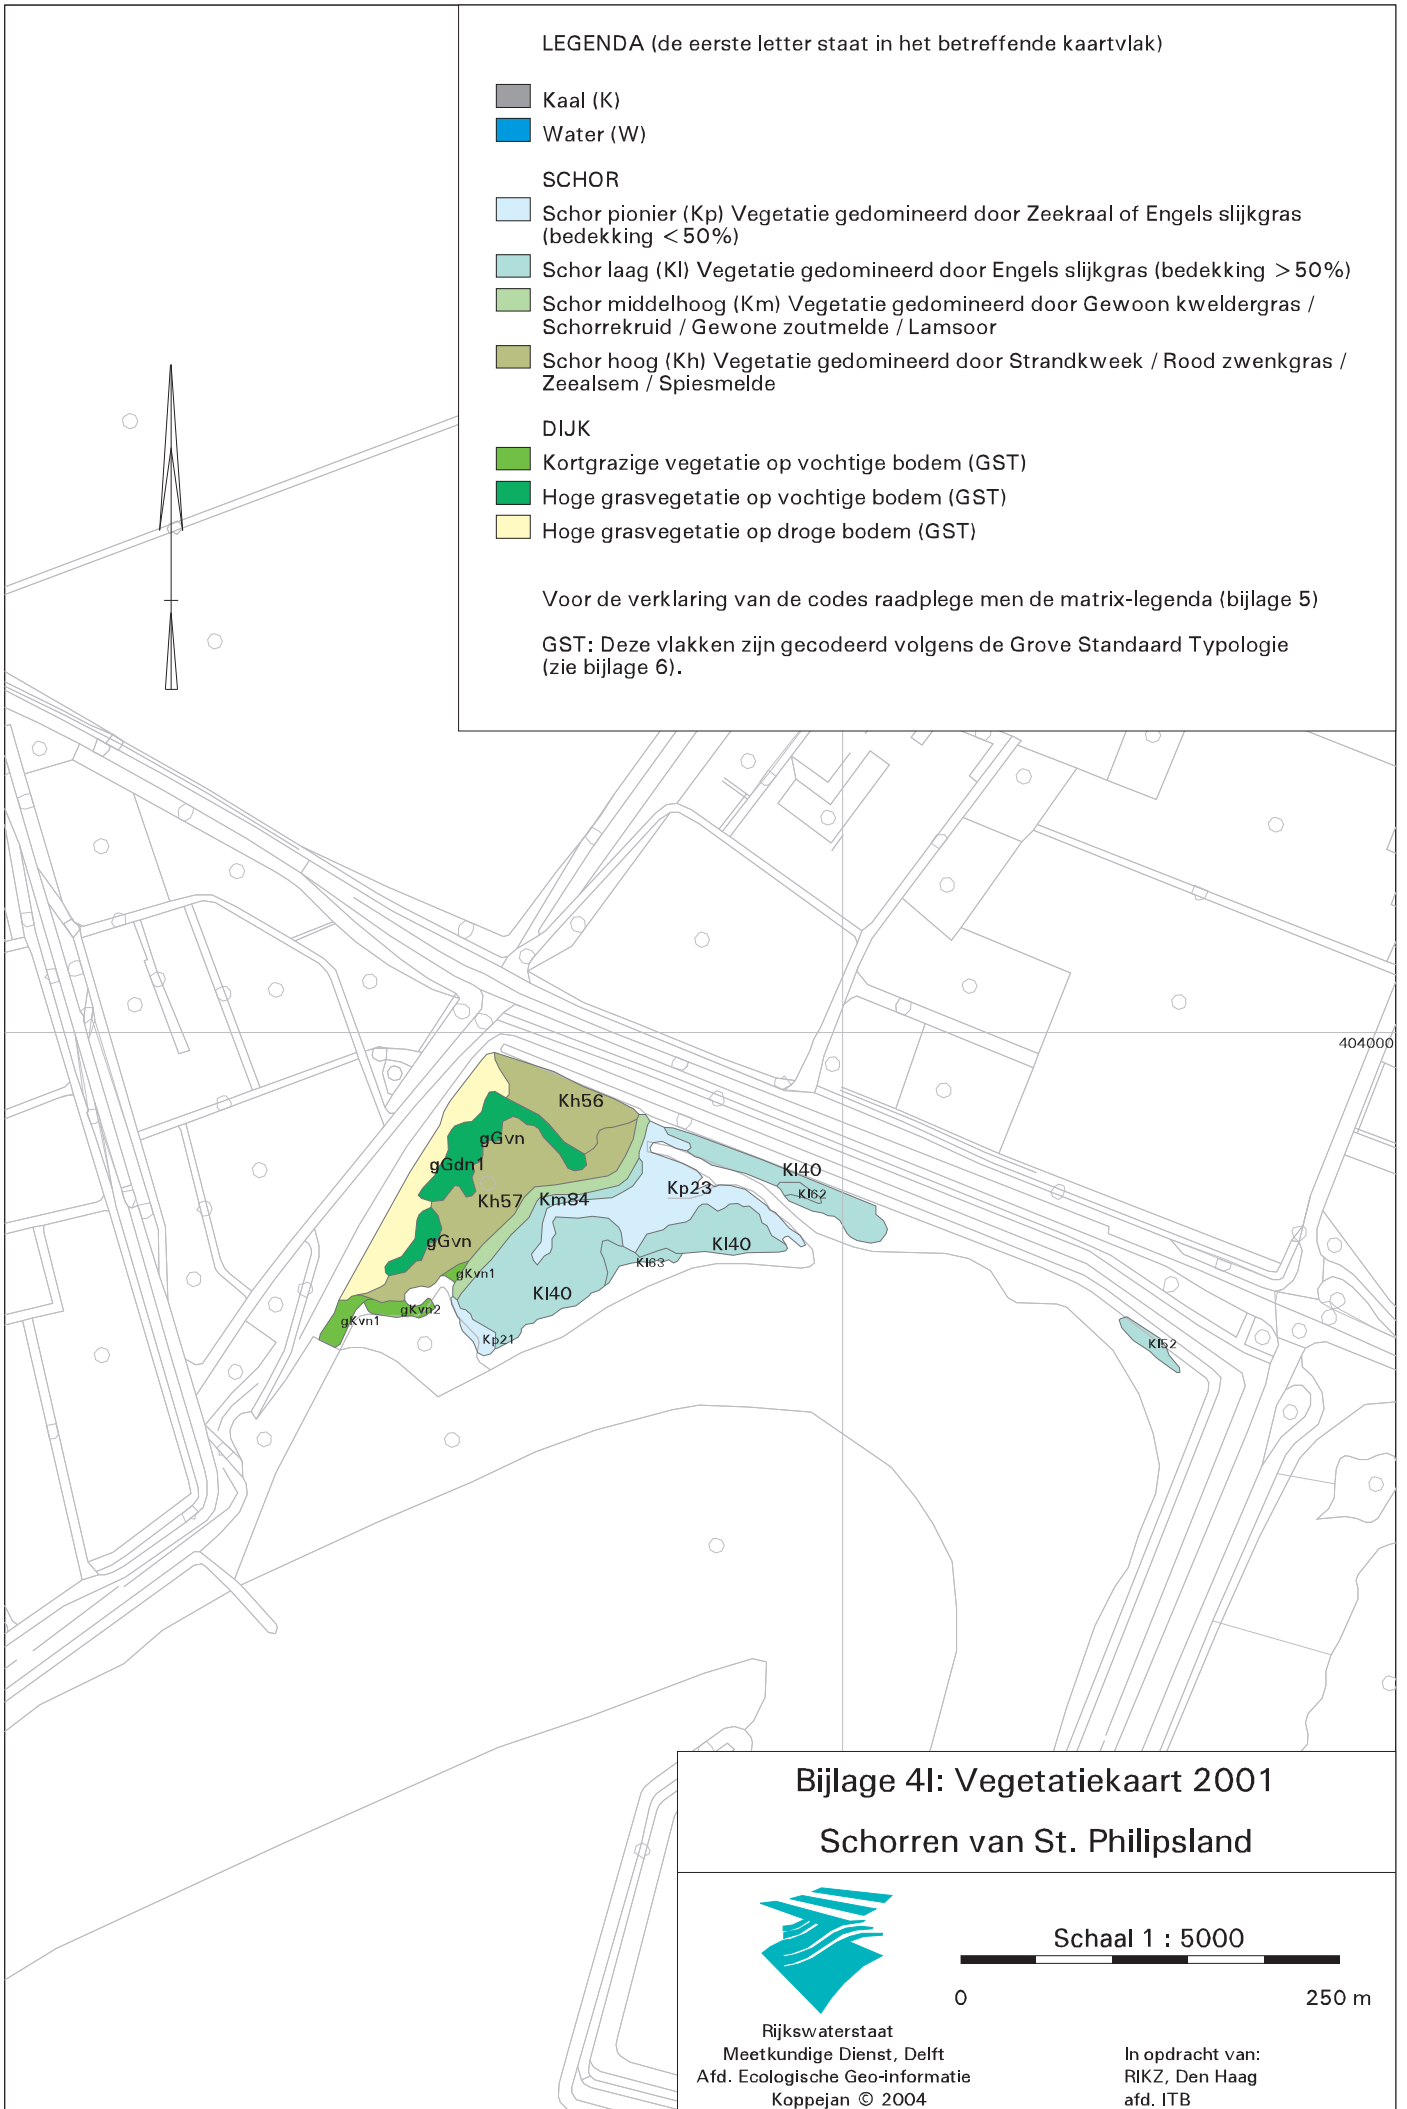 LEGENDA (de eerste letter staat in het betreffende kaartvlak)
Kaal (K)
Water (W)
SCHOR
Schor pionier (Kp) Vegetatie gedomineerd door Zeekraal of Engels slijkgras
(bedekking <50%)
Schor laag (Kl) Vegetatie gedomineerd door Engels slijkgras (bedekking >50%)
Schor middelhoog (Km) Vegetatie gedomineerd door Gewoon kweldergras /
Schorrekruid / Gewone zoutmelde / Lamsoor
Schor hoog (Kh) Vegetatie gedomineerd door Strandkweek / Rood zwenkgras /
Zeealsem / Spiesmelde
DIJK
Kortgrazige vegetatie op vochtige bodem (GST)
Hoge grasvegetatie op vochtige bodem (GST)
Hoge grasvegetatie op droge bodem (GST)
Voor de verklaring van de codes raadplege men de matrix-legenda (bijlage 5)
GST: Deze vlakken zijn gecodeerd volgens de Grove Standaard Typologie
(zie bijlage 6).
404000
Kh56
gGvn
gGdn1
Kl40
Kp23
Kl62
Kh57
Km84
gGvn
Kl40
Kl63
gKvn1
Kl40
gKvn2
gKvn1
Kp21
Kl52
Bijlage 4I: Vegetatiekaart 2001
Schorren van St. Philipsland
Schaal 1 : 5000
0
250 m
Rijkswaterstaat
Meetkundige Dienst, Delft
Afd. Ecologische Geo-informatie
Koppejan © 2004
In opdracht van:
RIKZ, Den Haag
afd. ITB